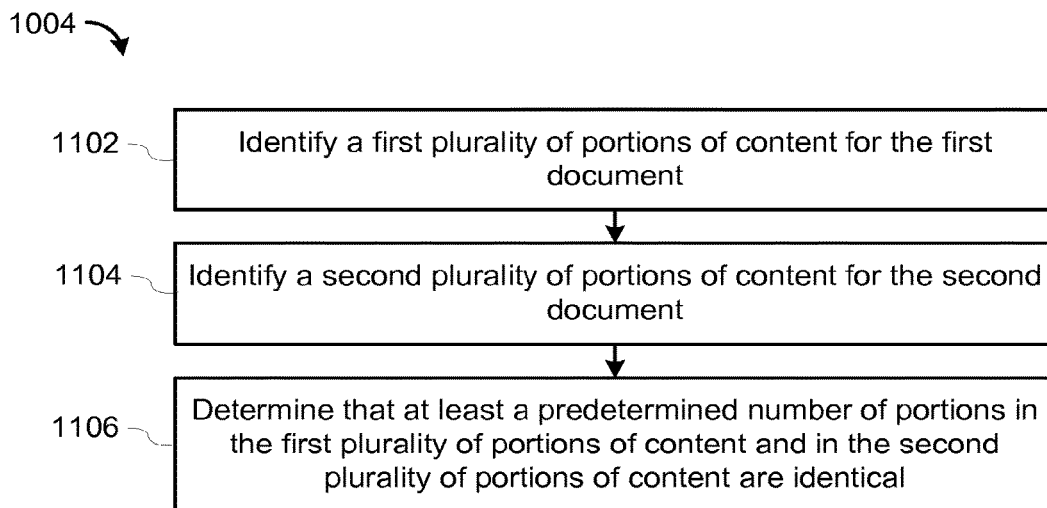 1004
1102
Identify a first plurality of portions of content for the first
document
1104
Identify a second plurality of portions of content for the second
document
1106
Determine that at least a predetermined number of portions in
the first plurality of portions of content and in the second
plurality of portions of content are identical